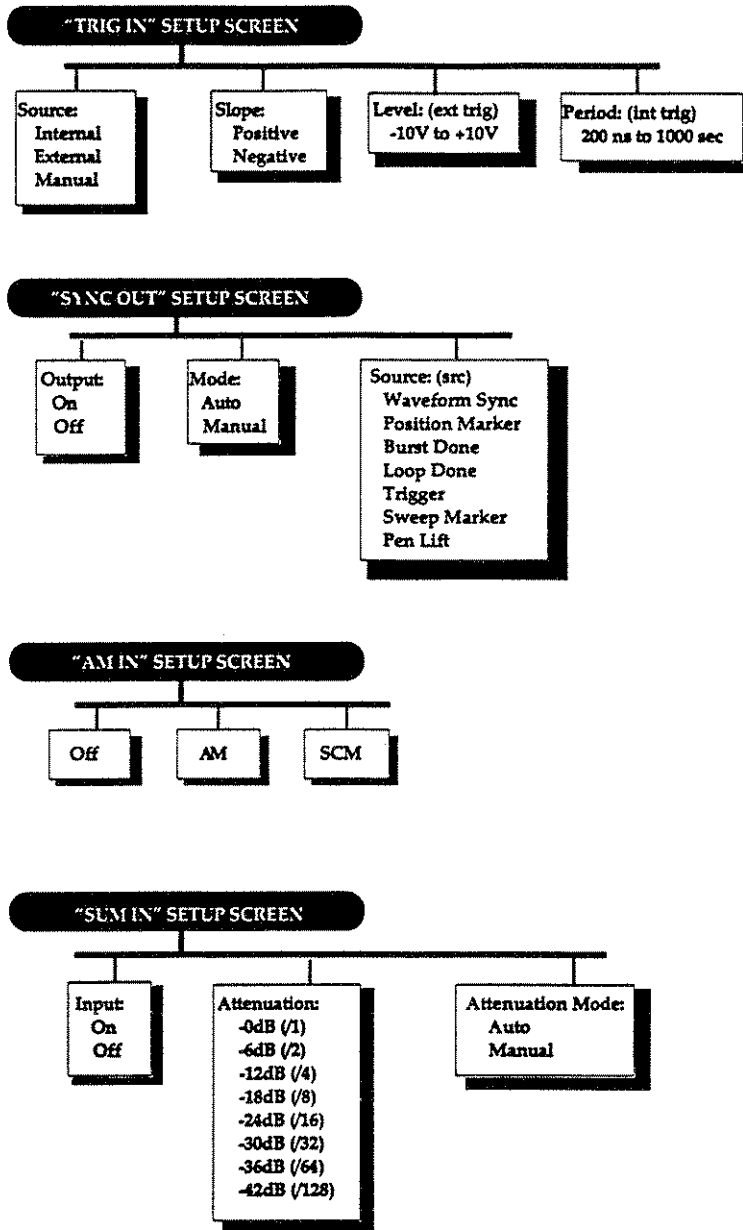 "TRIG IN" SETUP SCREEN
Source:
Internal
External
Manual
Slope:
Positive
Negative
Level: (ext trig)
-10V to +10V
Period: (int trig)
200 ns to 1000 sec
"SYNC OUT" SETUP SCREEN
Output:
On
Off
Mode:
Auto
Manual
Source: (src)
Waveform Sync
Position Marker
Burst Done
Loop Done
Trigger
Sweep Marker
Pen Lift
"AM IN" SETUP SCREEN
Off
AM
SCM
"SUM IN" SETUP SCREEN
Input:
On
Off
Attenuation:
-0dB (/1)
-6dB (/2)
-12dB (/4)
-18dB (/8)
-24dB (/16)
-30dB (/32)
-36dB (/64)
-42dB (/128)
Attenuation Mode:
Auto
Manual